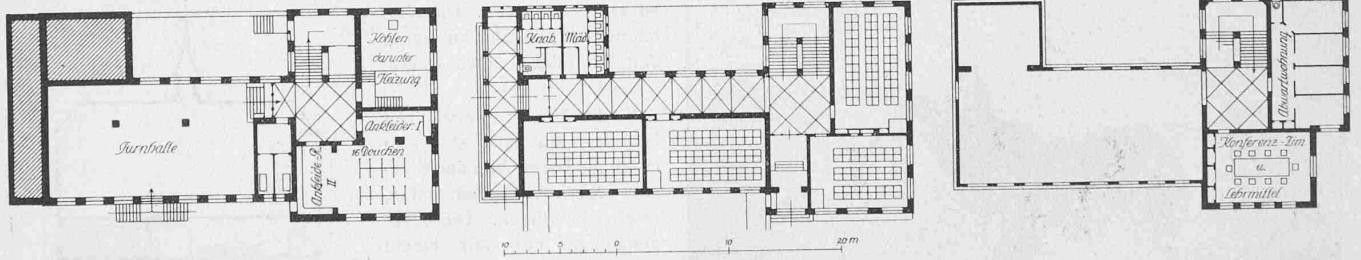 Kohlen
darunter
Heizung
Ankleider. I
16 Douchen
Ankleide-R.
II
Turnhalle
Knab.
Mäd.
Abwartwohnung
Konferenz-Zim
u.
Lehrmittel
10 5 0 10 20 m